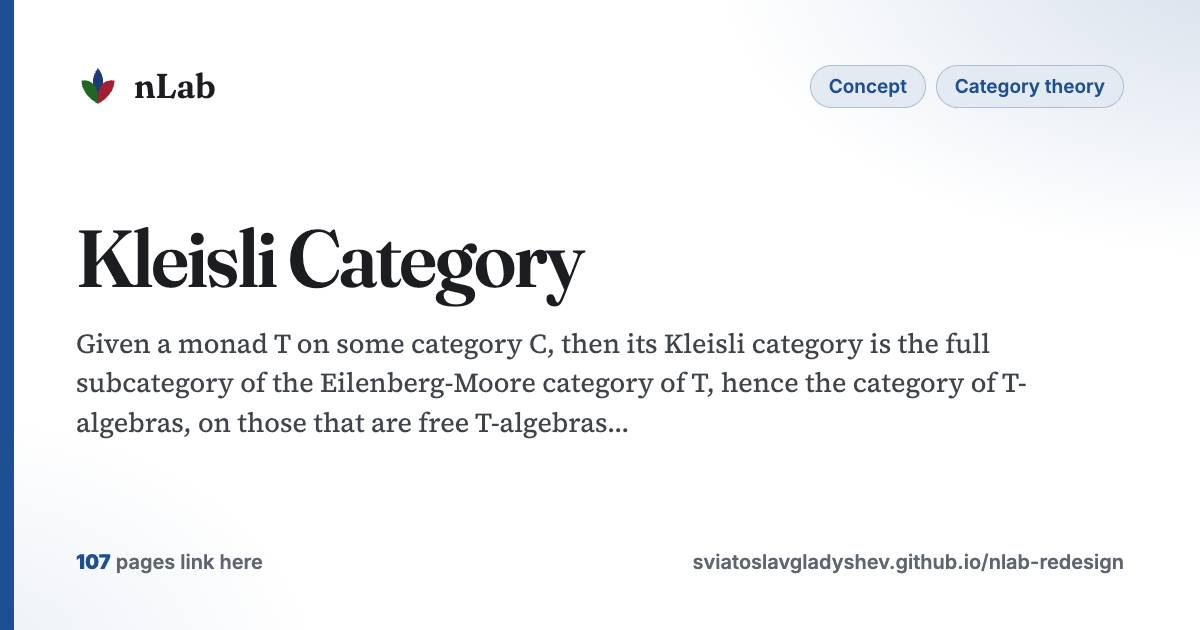 nLab
Concept
Category theory
Kleisli Category
Given a monad T on some category C, then its Kleisli category is the full
subcategory of the Eilenberg-Moore category of T, hence the category of T-
algebras, on those that are free T-algebras...
107 pages link here
sviatoslavgladyshev.github.io/nlab-redesign